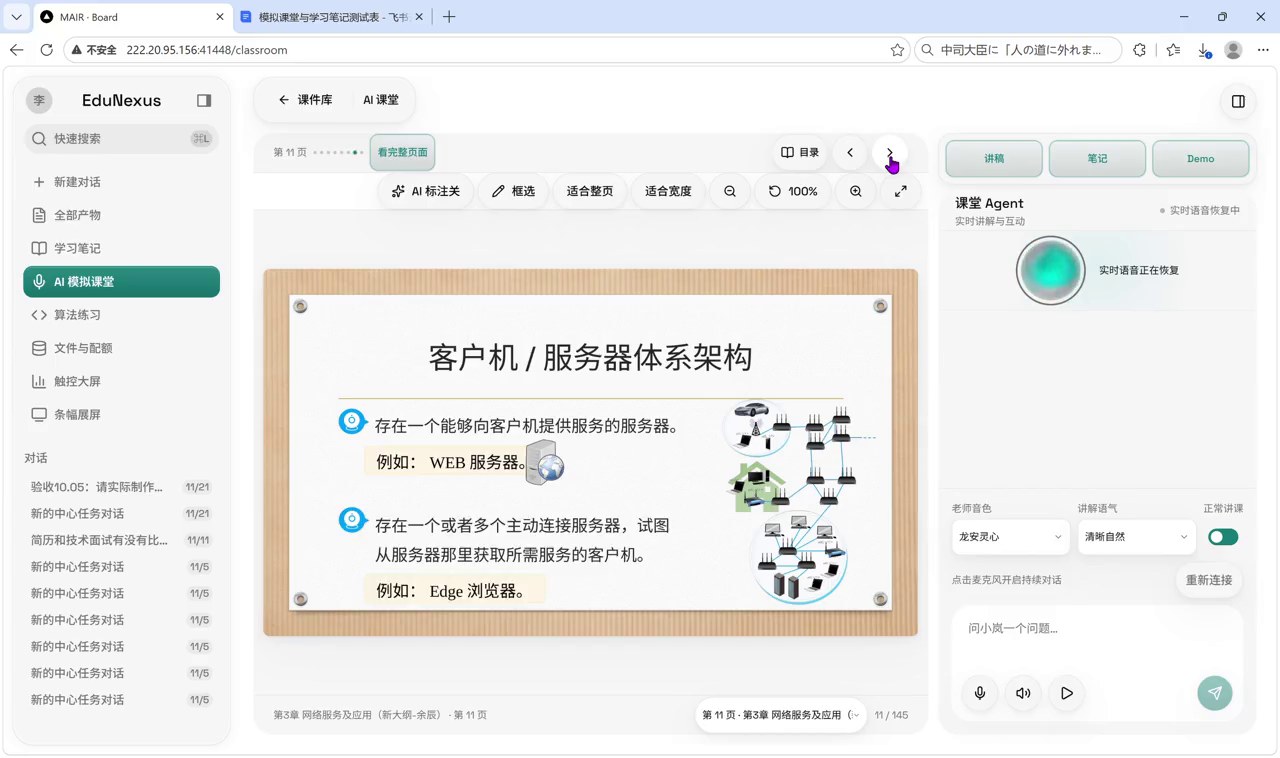 MAIR · Board
模拟课堂与学习笔记测试表 - 飞书
不安全 222.20.95.156:41448/classroom
中司大臣に「人の道に外れま...
李 EduNexus
快速搜索 ⌘L
新建对话
全部产物
学习笔记
AI 模拟课堂
算法练习
文件与配额
触控大屏
条幅展屏
对话
验收10.05：请实际制作... 11/21
新的中心任务对话 11/21
简历和技术面试有没有比... 11/11
新的中心任务对话 11/5
新的中心任务对话 11/5
新的中心任务对话 11/5
新的中心任务对话 11/5
新的中心任务对话 11/5
新的中心任务对话 11/5
课件库 AI 课堂
第 11 页 看完整页面 目录
AI 标注关 框选 适合整页 适合宽度 100%
客户机 / 服务器体系架构
存在一个能够向客户机提供服务的服务器。
例如： WEB 服务器。
存在一个或者多个主动连接服务器，试图
从服务器那里获取所需服务的客户机。
例如： Edge 浏览器。
第3章 网络服务及应用（新大纲-余辰） · 第 11 页
第 11 页 · 第3章 网络服务及应用（ 11 / 145
讲稿 笔记 Demo
课堂 Agent
实时讲解与互动
实时语音恢复中
实时语音正在恢复
老师音色 讲解语气 正常讲课
龙安灵心 清晰自然
点击麦克风开启持续对话 重新连接
问小岚一个问题...